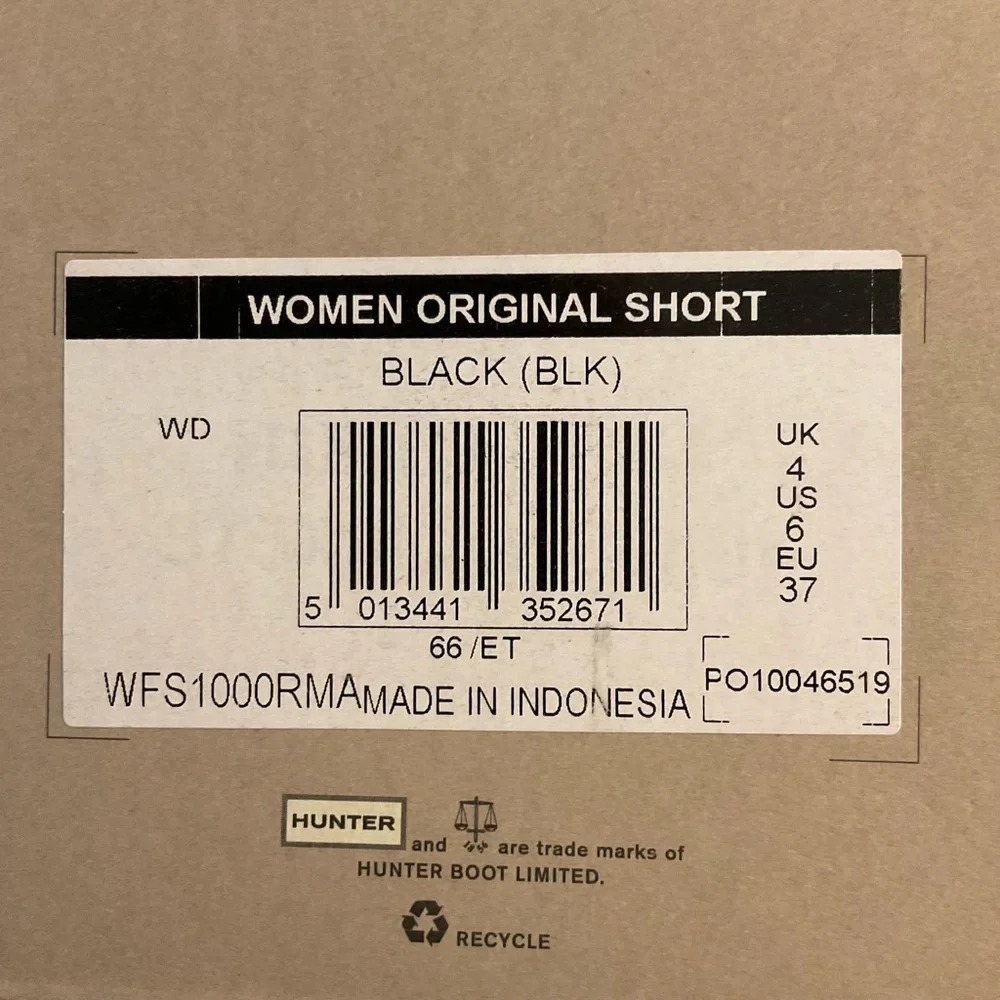 WOMEN ORIGINAL SHORT
BLACK (BLK)
WD
UK
4
US
6
EU
37
5 013441 352671
66 /ET
WFS1000RMA MADE IN INDONESIA
PO10046519
HUNTER and are trade marks of
HUNTER BOOT LIMITED.
RECYCLE